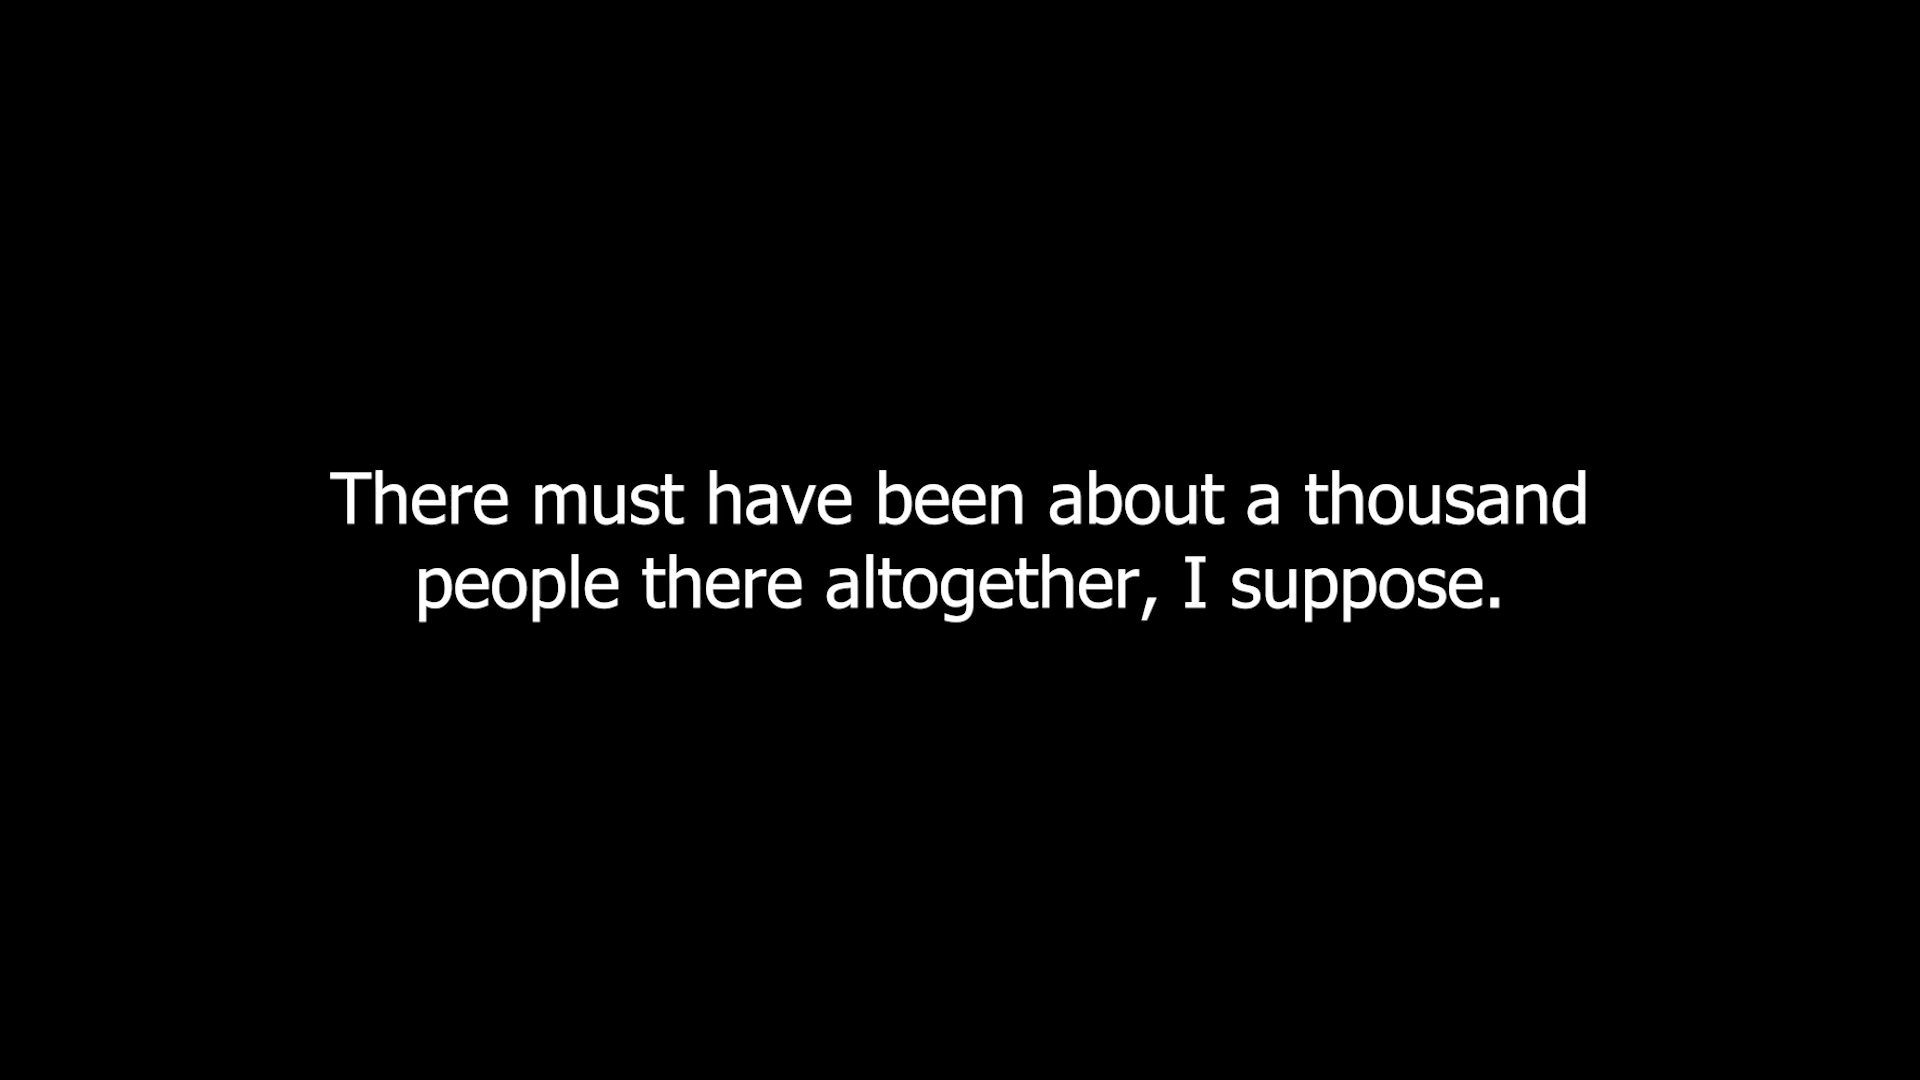 There must have been about a thousand
people there altogether, I suppose.